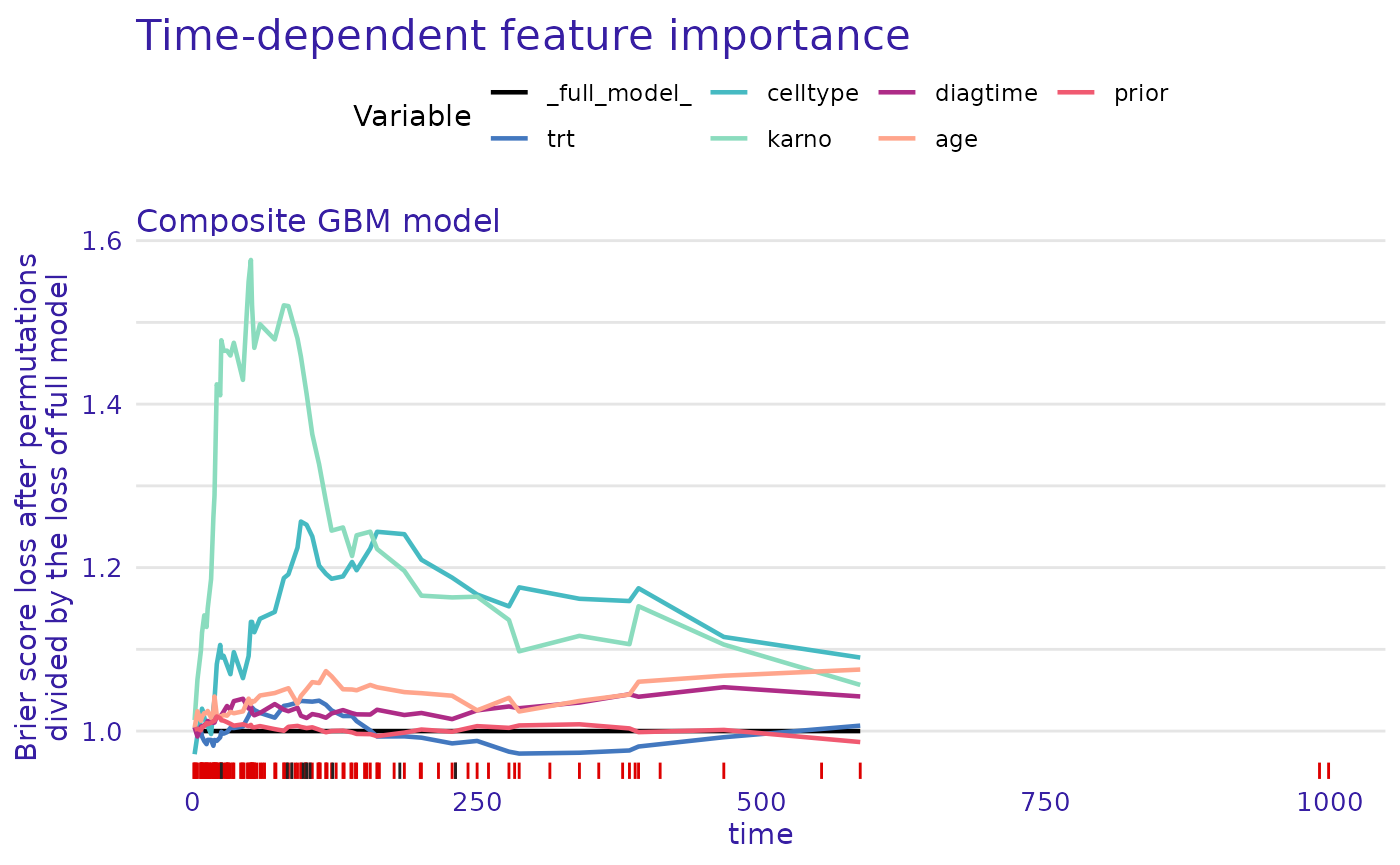 Time-dependent feature importance
Variable
_full_model_ celltype diagtime prior
trt karno age
Composite GBM model
Brier score loss after permutations
divided by the loss of full model
1.6
1.4
1.2
1.0
0 250 500 750 1000
time